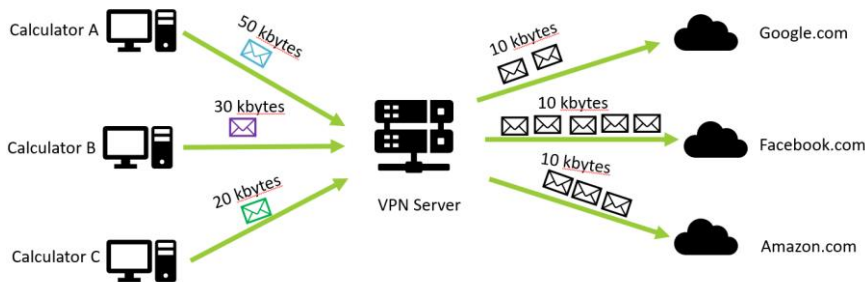 Calculator A
50 kbytes
10 kbytes
Google.com
Calculator B
30 kbytes
10 kbytes
Facebook.com
VPN Server
Calculator C
20 kbytes
10 kbytes
Amazon.com